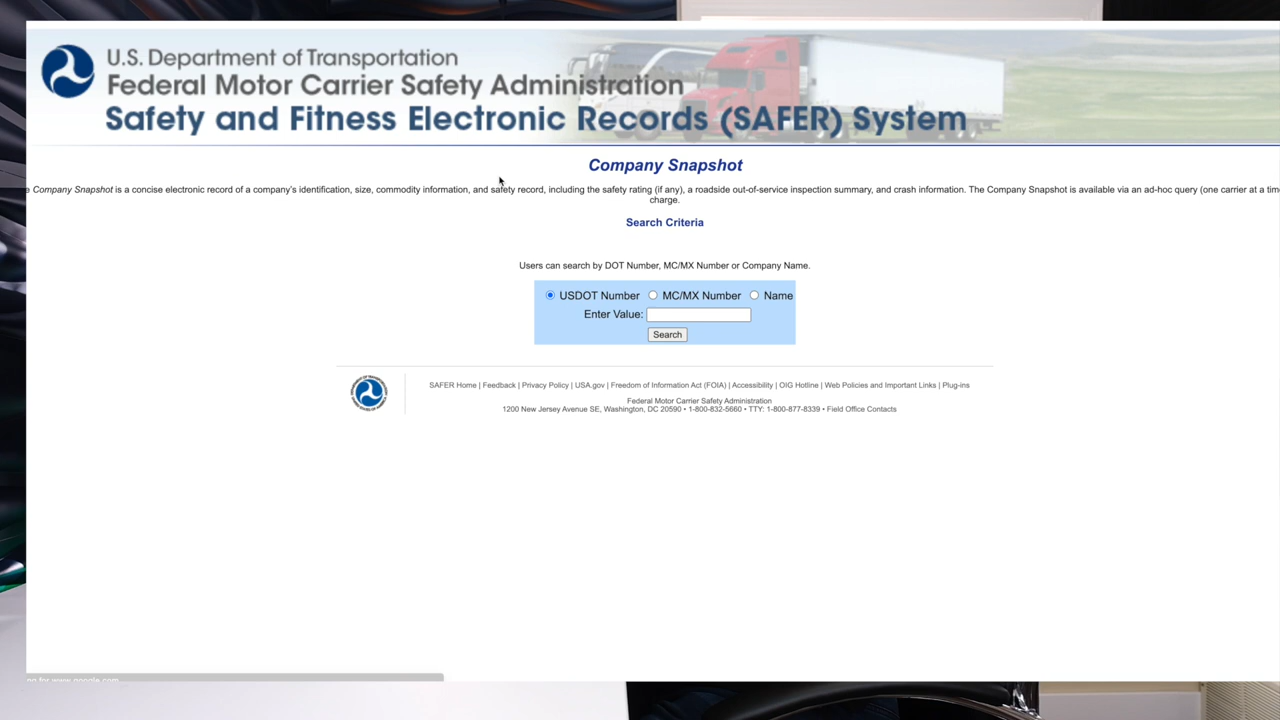 U.S. Department of Transportation
Federal Motor Carrier Safety Administration
Safety and Fitness Electronic Records (SAFER) System
Company Snapshot
Company Snapshot is a concise electronic record of a company's identification, size, commodity information, and safety record, including the safety rating (if any), a roadside out-of-service inspection summary, and crash information. The Company Snapshot is available via an ad-hoc query (one carrier at a
charge.
Search Criteria
Users can search by DOT Number, MC/MX Number or Company Name.
USDOT Number MC/MX Number Name
Enter Value:
Search
SAFER Home | Feedback | Privacy Policy | USA.gov | Freedom of Information Act (FOIA) | Accessibility | OIG Hotline | Web Policies and Important Links | Plug-ins
Federal Motor Carrier Safety Administration
1200 New Jersey Avenue SE, Washington, DC 20590 • 1-800-832-5660 • TTY: 1-800-877-8339 • Field Office Contacts
for www.google.com